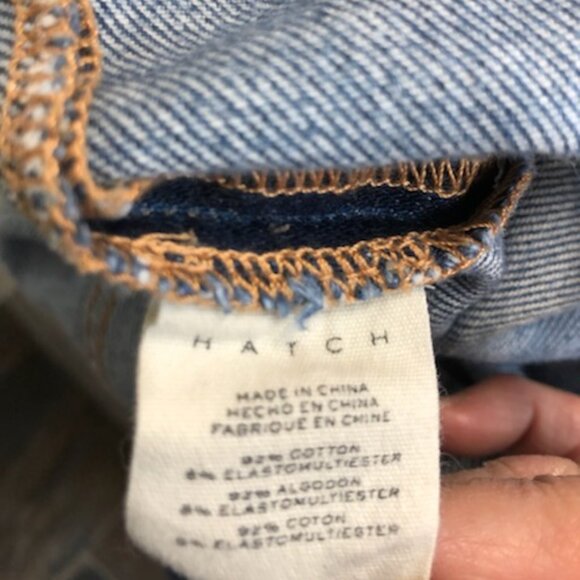 HATCH
MADE IN CHINA
HECHO EN CHINA
FABRIQUE EN CHINE
92% COTTON
8% ELASTOMULTIESTER
92% ALGODON
8% ELASTOMULTIESTER
92% COTON
8% ELASTOMULTIESTER